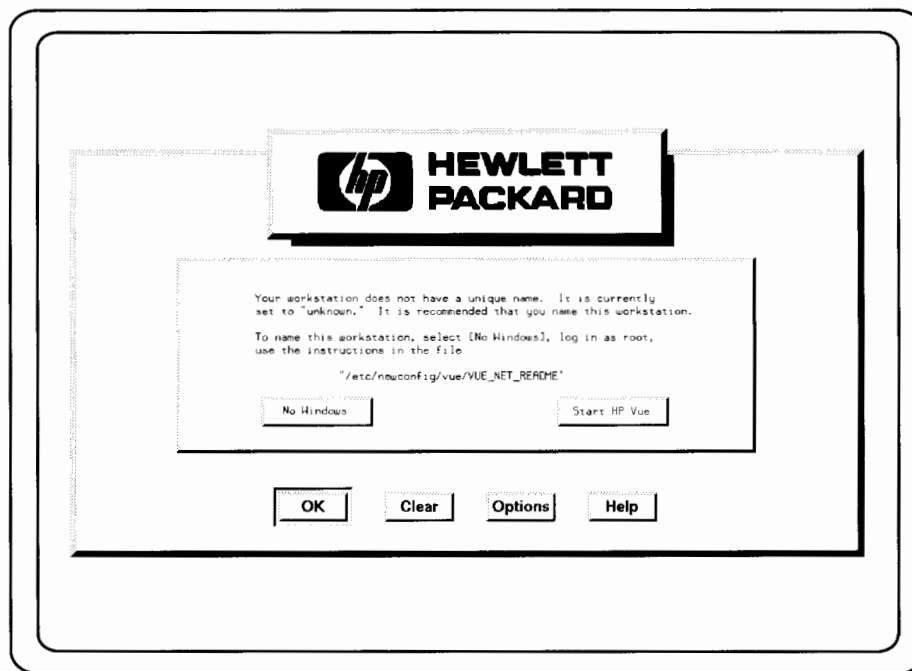 hp HEWLETT
PACKARD
Your workstation does not have a unique name. It is currently
set to "unknown." It is recommended that you name this workstation.
To name this workstation, select [No Windows], log in as root,
use the instructions in the file
"/etc/newconfig/vue/VUE_NET_README"
No Windows Start HP Vue
OK Clear Options Help